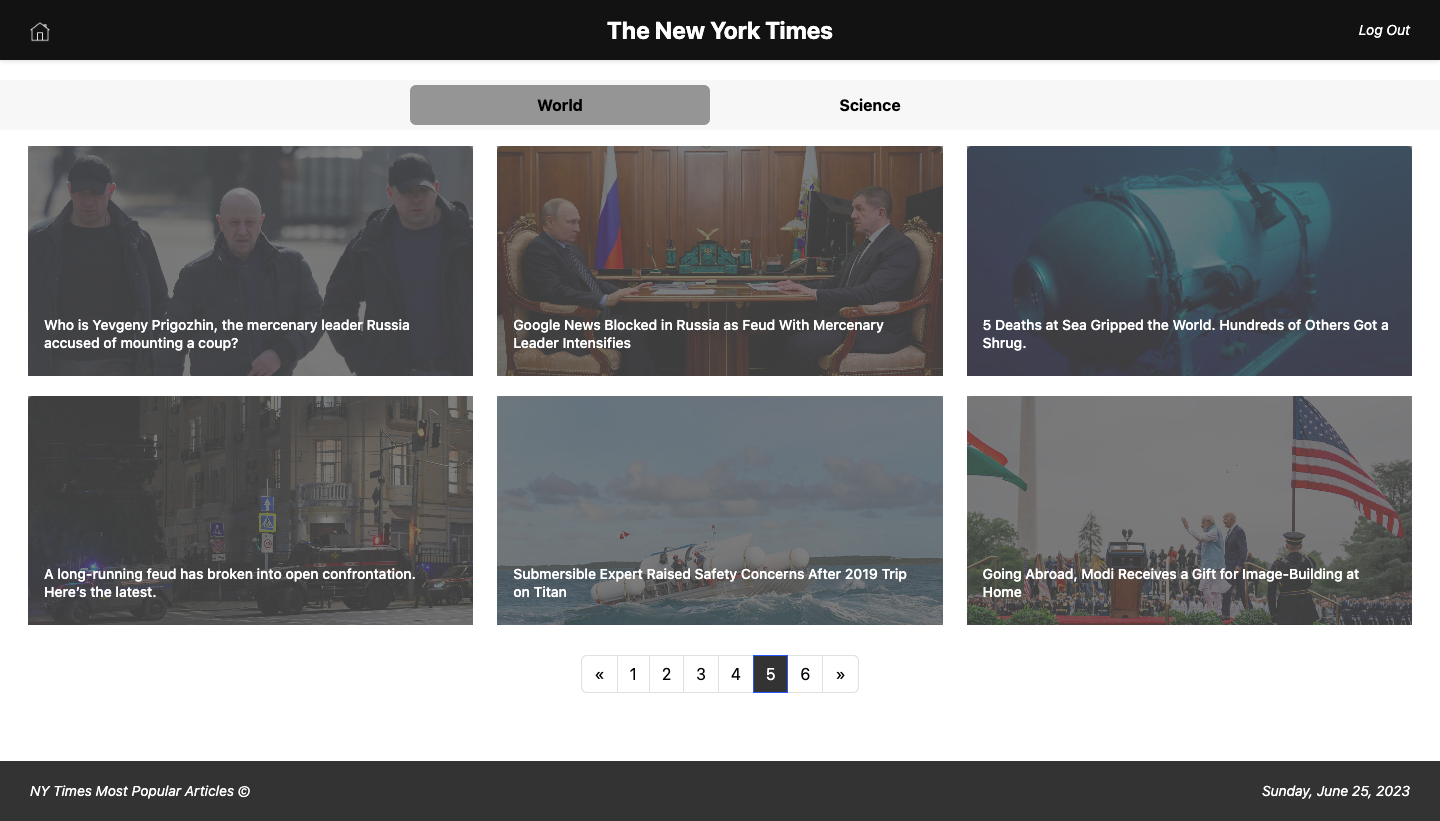 The New York Times
Log Out
World
Science
Who is Yevgeny Prigozhin, the mercenary leader Russia
accused of mounting a coup?
Google News Blocked in Russia as Feud With Mercenary
Leader Intensifies
5 Deaths at Sea Gripped the World. Hundreds of Others Got a
Shrug.
A long-running feud has broken into open confrontation.
Here’s the latest.
Submersible Expert Raised Safety Concerns After 2019 Trip
on Titan
Going Abroad, Modi Receives a Gift for Image-Building at
Home
« 1 2 3 4 5 6 »
NY Times Most Popular Articles ©
Sunday, June 25, 2023